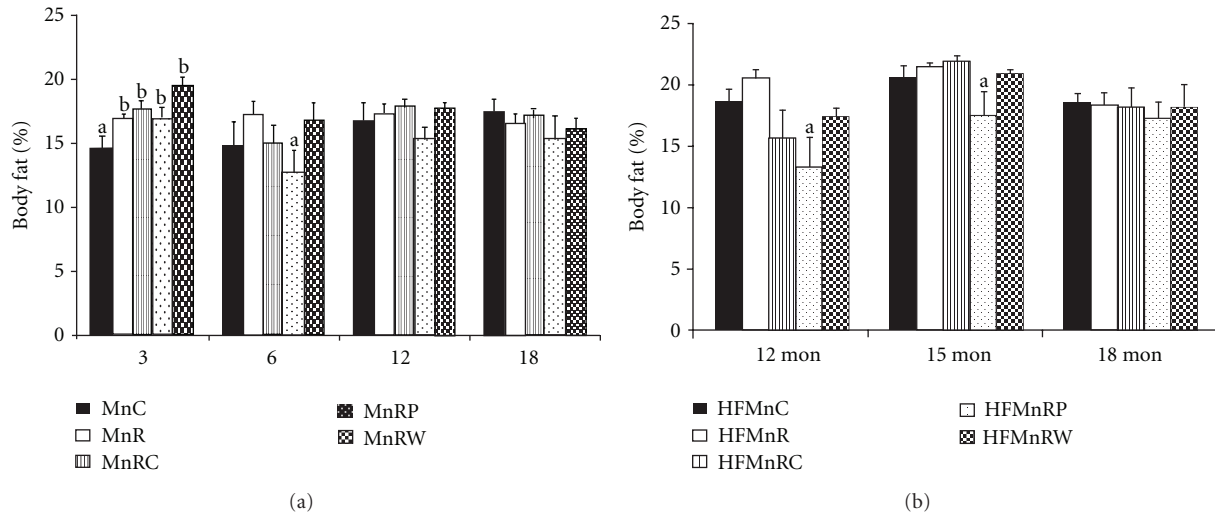 25
20
15
10
5
0
Body fat (%)
a
b
b
b
b
a
3
6
12
18
MnC
MnR
MnRC
MnRP
MnRW
(a)
25
20
15
10
5
0
Body fat (%)
a
a
12 mon
15 mon
18 mon
HFMnC
HFMnR
HFMnRC
HFMnRP
HFMnRW
(b)